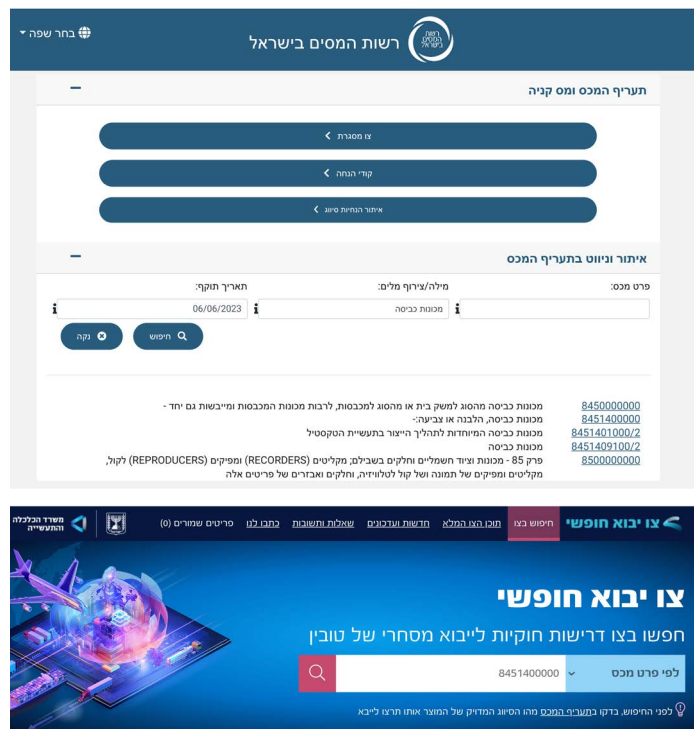 בחר שפה
רשות המסים בישראל
רשות המסים בישראל
תעריף המכס ומס קניה
צו מסגרת
קודי הנחה
איתור הנחיות סיווג
איתור וניווט בתעריף המכס
פרט מכס:
מילה/צירוף מלים:
תאריך תוקף:
מכונות כביסה
06/06/2023
חיפוש
נקה
8450000000 מכונות כביסה מהסוג למשק בית או מהסוג למכבסות, לרבות מכונות המכבסות ומייבשות גם יחד -
8451400000 מכונות כביסה, הלבנה או צביעה:-
8451401000/2 מכונות כביסה המיוחדות לתהליך הייצור בתעשיית הטקסטיל
8451409100/2 מכונות כביסה
8500000000 פרק 85 - מכונות וציוד חשמליים וחלקים בשבילם; מקליטים (RECORDERS) ומפיקים (REPRODUCERS) לקול,
מקליטים ומפיקים של תמונה ושל קול לטלוויזיה, וחלקים ואבזרים של פריטים אלה
צו יבוא חופשי
חיפוש בצו
תוכן הצו המלא
חדשות ועדכונים
שאלות ותשובות
כתבו לנו
פריטים שמורים (0)
משרד הכלכלה
והתעשייה
צו יבוא חופשי
חפשו בצו דרישות חוקיות לייבוא מסחרי של טובין
לפי פרט מכס
8451400000
לפני החיפוש, בדקו בתעריף המכס מהו הסיווג המדויק של המוצר אותו תרצו לייבא